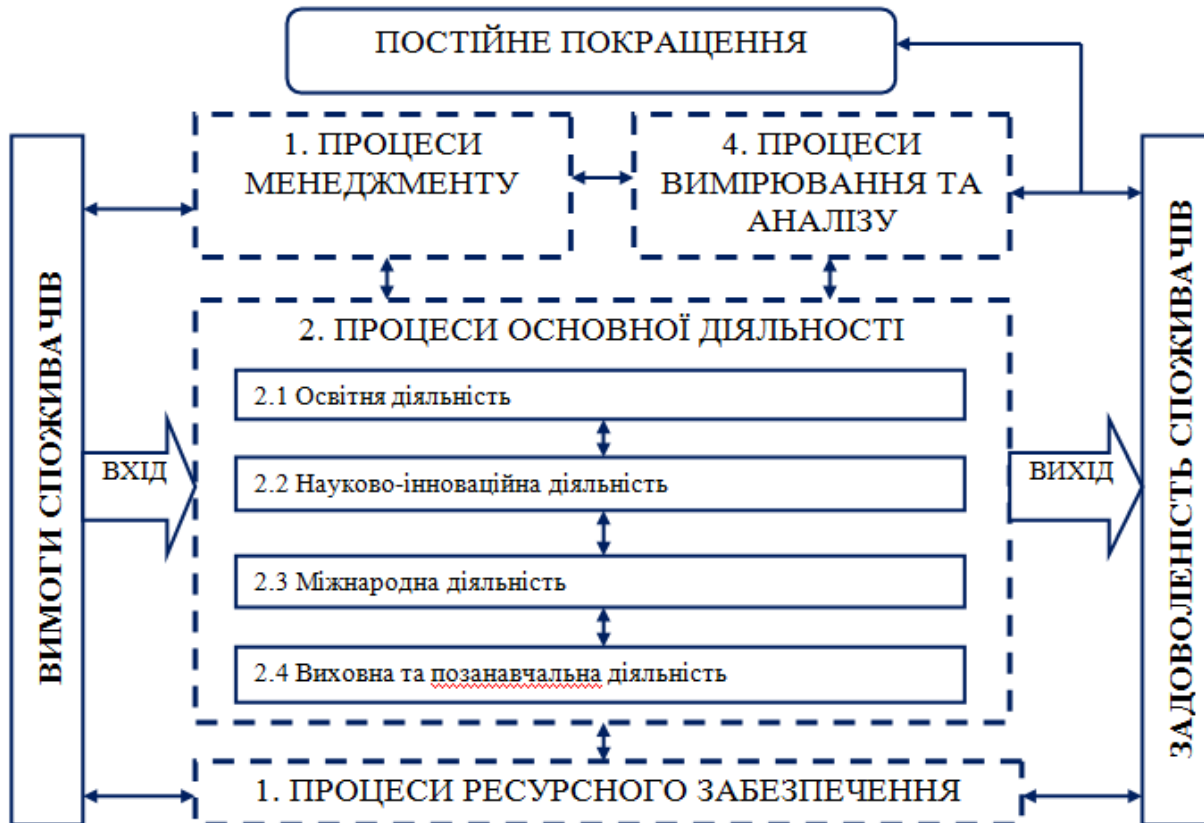 ПОСТІЙНЕ ПОКРАЩЕННЯ
1. ПРОЦЕСИ
МЕНЕДЖМЕНТУ
4. ПРОЦЕСИ
ВИМІРЮВАННЯ ТА
АНАЛІЗУ
ВИМОГИ СПОЖИВАЧІВ
ВХІД
2. ПРОЦЕСИ ОСНОВНОЇ ДІЯЛЬНОСТІ
2.1 Освітня діяльність
2.2 Науково-інноваційна діяльність
2.3 Міжнародна діяльність
2.4 Виховна та позанавчальна діяльність
ВИХІД
ЗАДОВОЛЕНІСТЬ СПОЖИВАЧІВ
1. ПРОЦЕСИ РЕСУРСНОГО ЗАБЕЗПЕЧЕННЯ